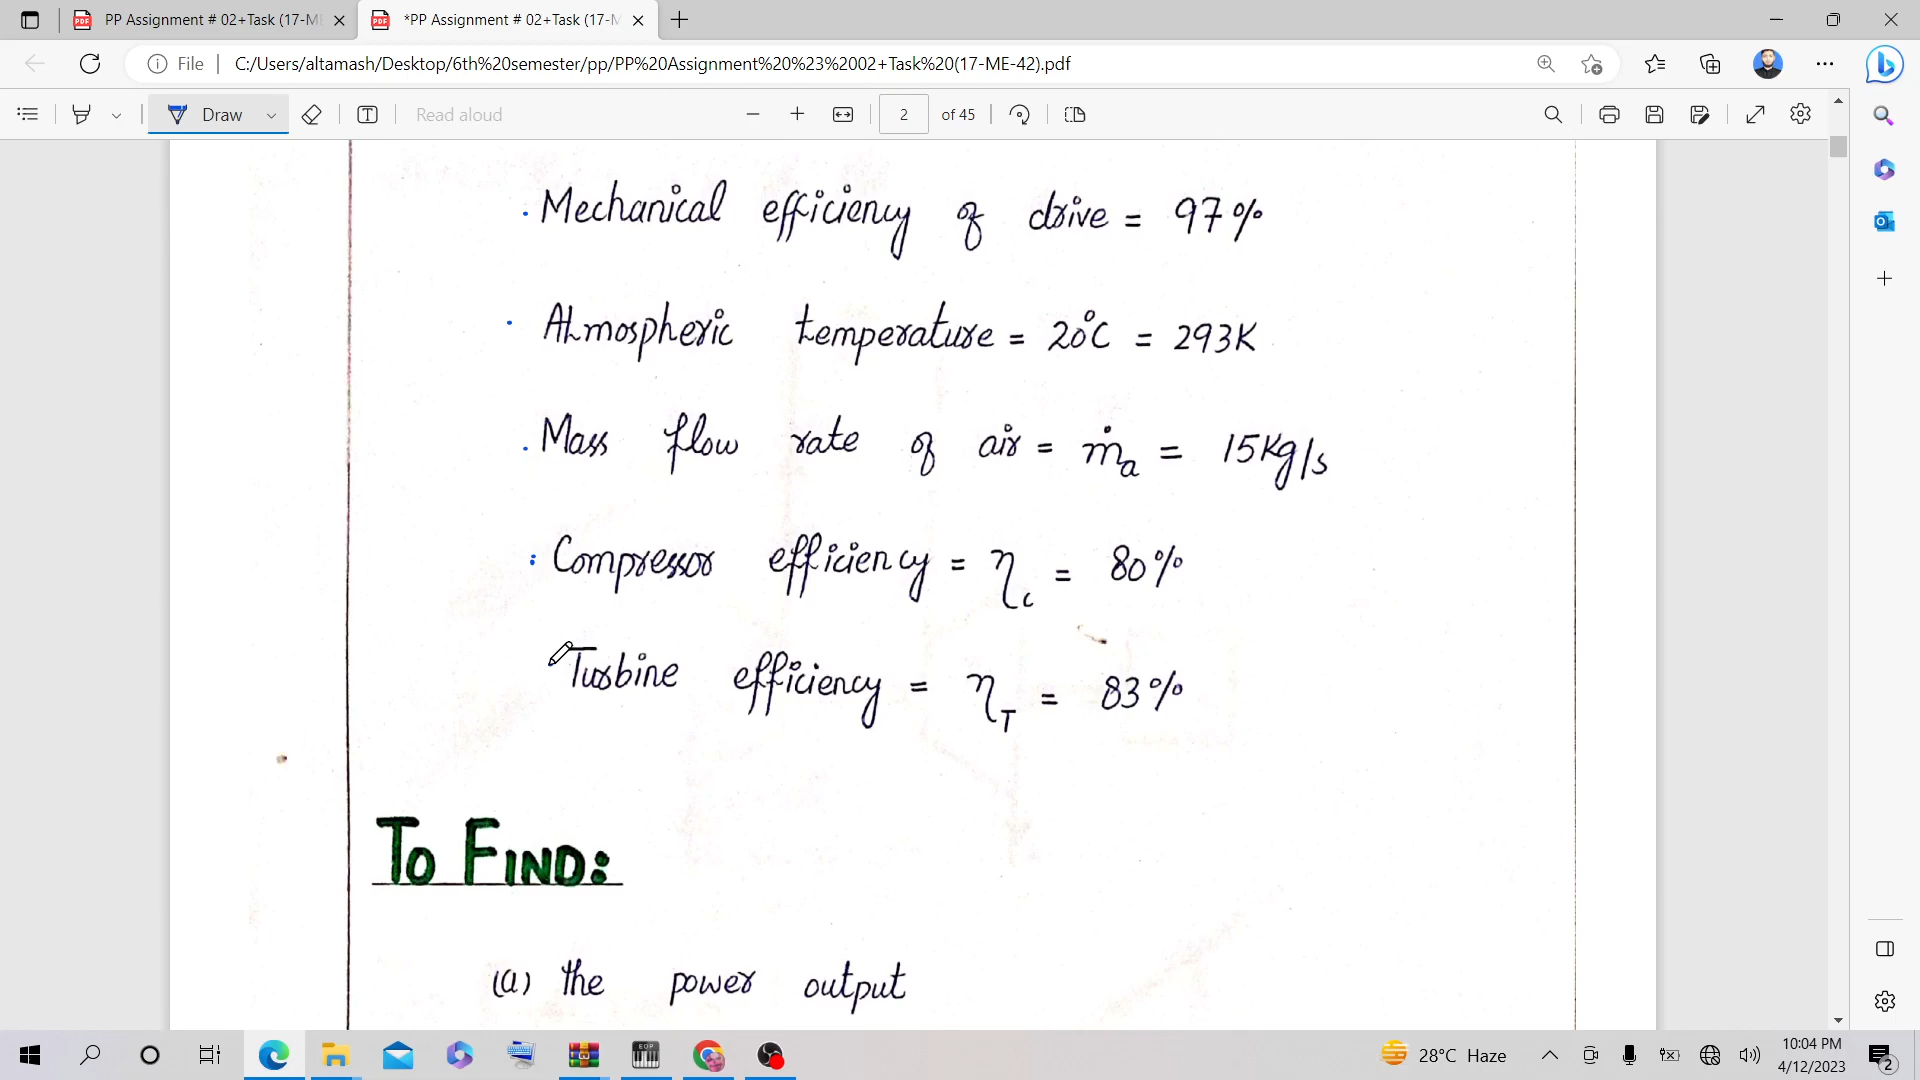 PP Assignment # 02+Task (17-ME
*PP Assignment # 02+Task (17-M
File
C:/Users/altamash/Desktop/6th%20semester/pp/PP%20Assignment%20%23%2002+Task%20(17-ME-42).pdf
Draw
Read aloud
2
of 45
. Mechanical efficiency of drive = 97%
. Atmospheric temperature = 20°C = 293K
. Mass flow rate of air = ṁa = 15Kg/s
: Compressor efficiency = ηc = 80%
Turbine efficiency = ηT = 83%
TO FIND:
(a) the power output
EOP
28°C Haze
10:04 PM
4/12/2023
2